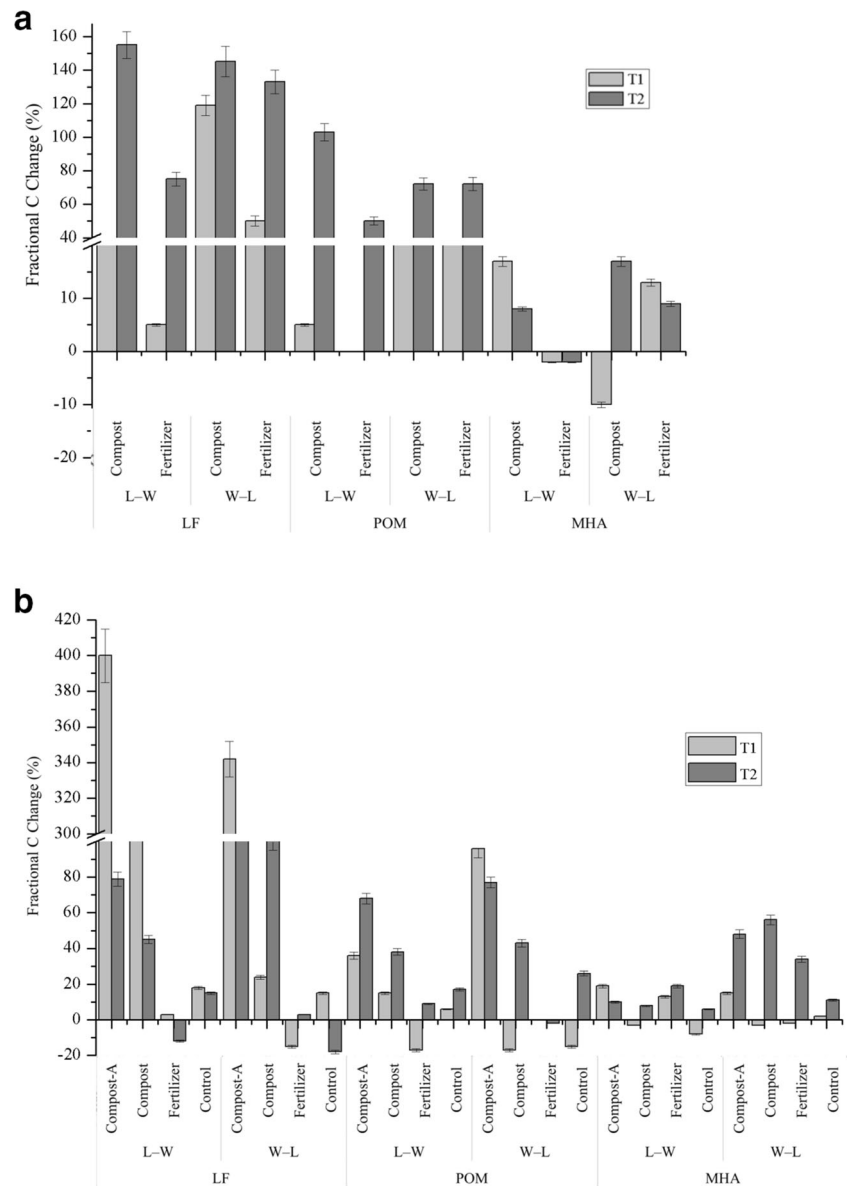 a
160
140
120
100
80
60
40
10
0
-10
-20
Fractional C Change (%)
T1
T2
Compost
Fertilizer
Compost
Fertilizer
Compost
Fertilizer
Compost
Fertilizer
Compost
Fertilizer
Compost
Fertilizer
L–W
W–L
L–W
W–L
L–W
W–L
LF
POM
MHA
b
420
400
380
360
340
320
300
80
60
40
20
0
-20
Fractional C Change (%)
T1
T2
Compost-A
Compost
Fertilizer
Control
Compost-A
Compost
Fertilizer
Control
Compost-A
Compost
Fertilizer
Control
Compost-A
Compost
Fertilizer
Control
Compost-A
Compost
Fertilizer
Control
Compost-A
Compost
Fertilizer
Control
L–W
W–L
L–W
W–L
L–W
W–L
LF
POM
MHA